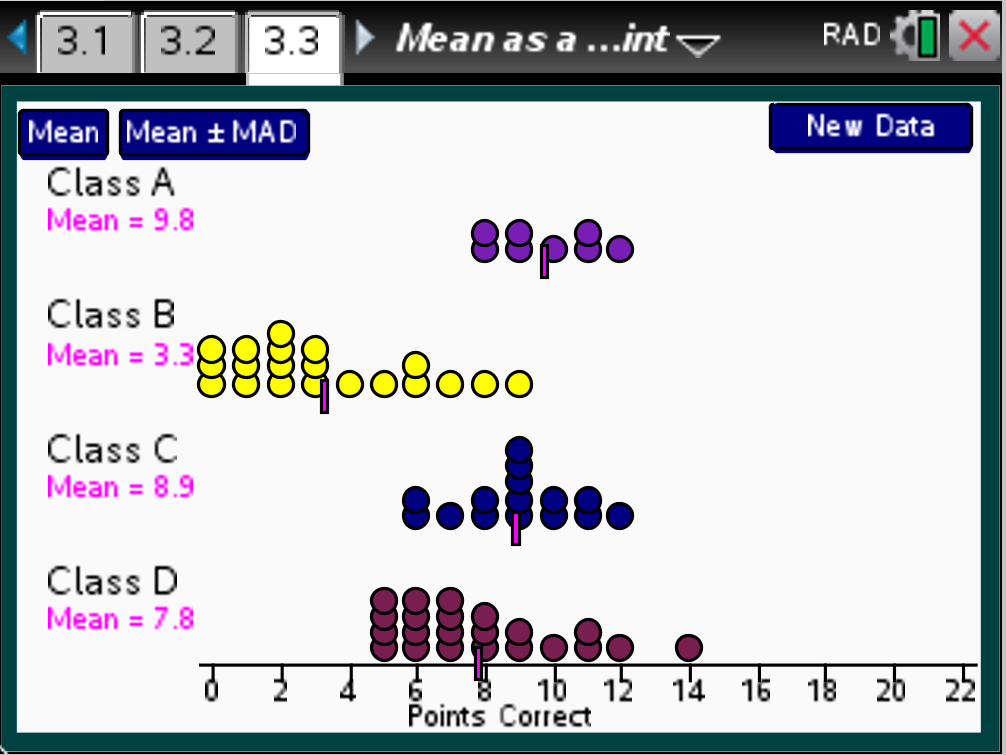 3.1 3.2 3.3 Mean as a ...int RAD
Mean Mean ± MAD New Data
Class A
Mean = 9.8
Class B
Mean = 3.3
Class C
Mean = 8.9
Class D
Mean = 7.8
0 2 4 6 8 10 12 14 16 18 20 22
Points Correct